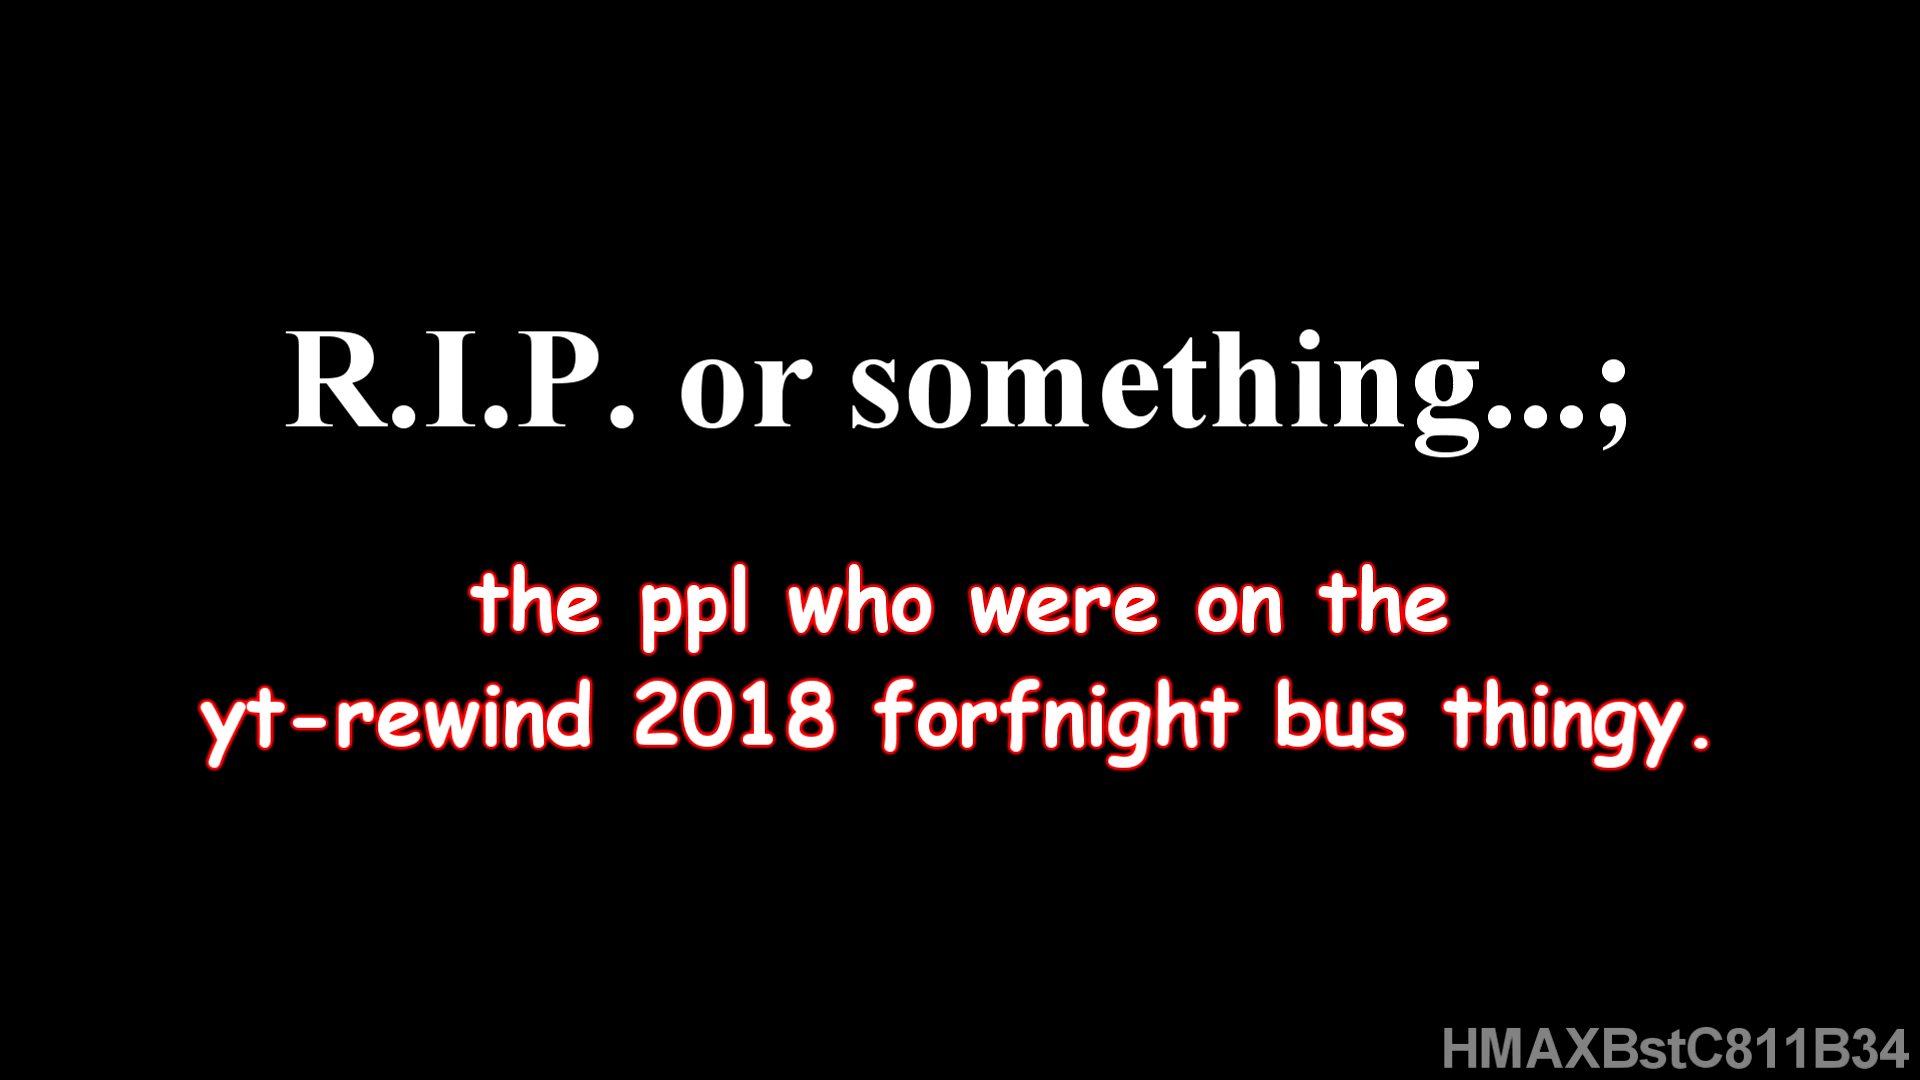 R.I.P. or something...;
the ppl who were on the
yt-rewind 2018 forfnight bus thingy.
HMAXBstC811B34